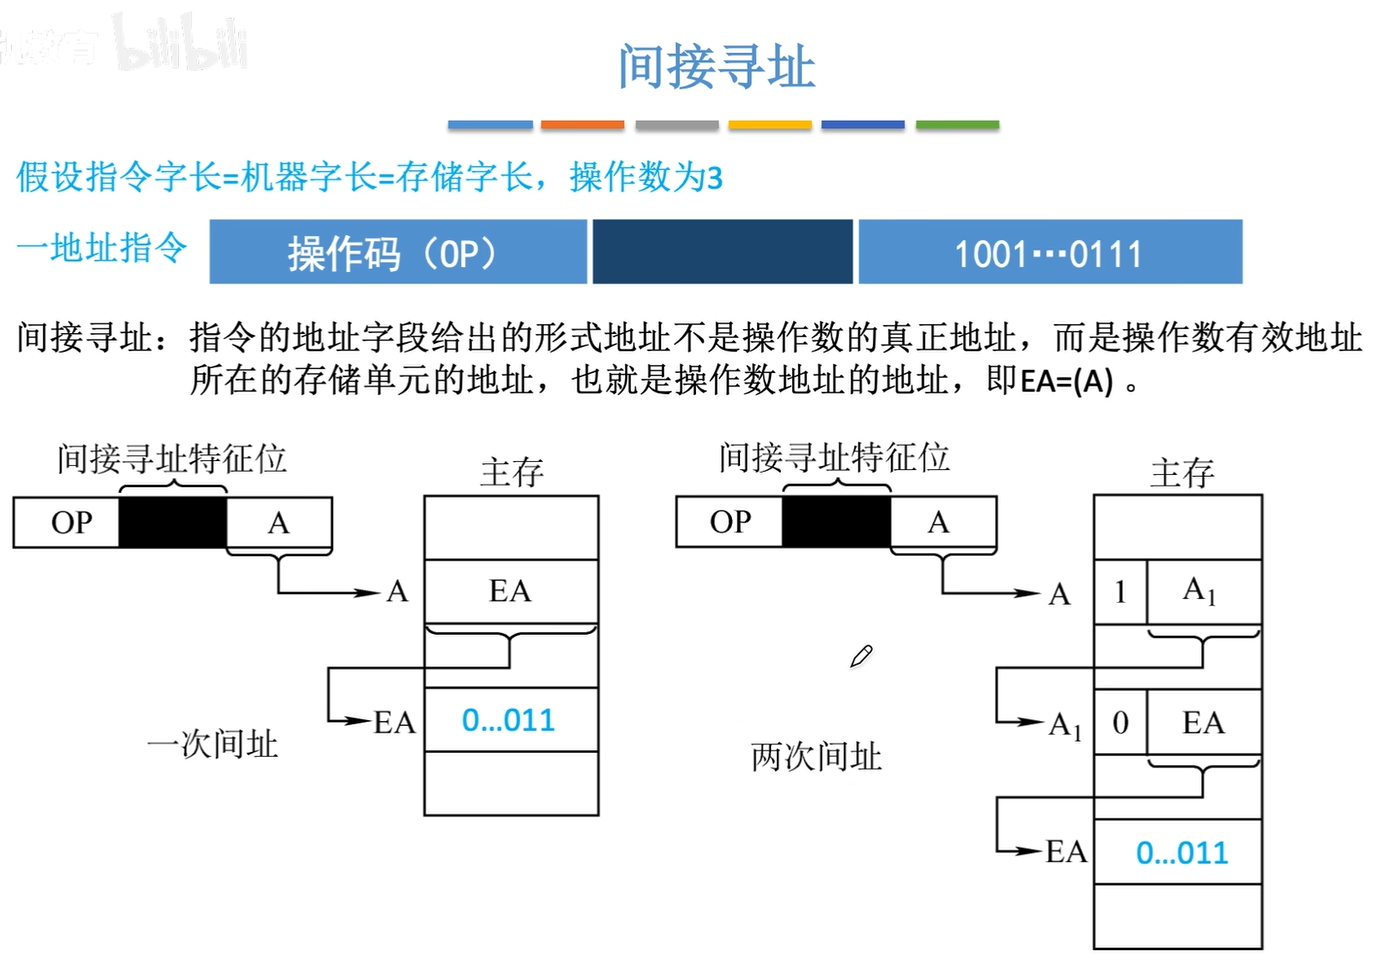 教育 bilibili
间接寻址
假设指令字长=机器字长=存储字长，操作数为3
一地址指令 操作码（OP） 1001…0111
间接寻址：指令的地址字段给出的形式地址不是操作数的真正地址，而是操作数有效地址
所在的存储单元的地址，也就是操作数地址的地址，即EA=(A) 。
间接寻址特征位 主存
OP A
A EA
EA 0...011
一次间址
间接寻址特征位 主存
OP A
A 1 A₁
A₁ 0 EA
两次间址
EA 0...011